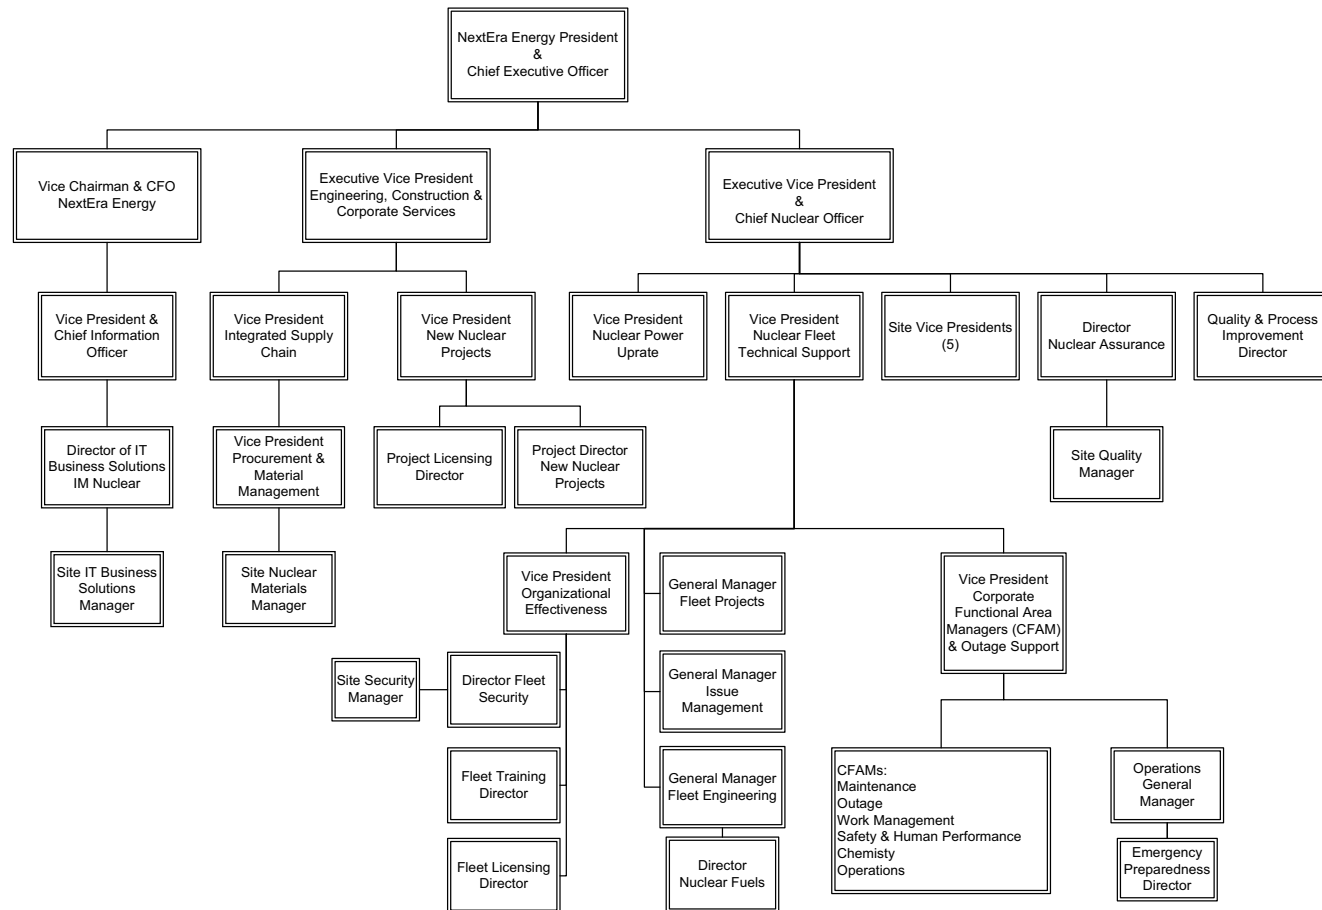 NextEra Energy President
&
Chief Executive Officer
Vice Chairman & CFO
NextEra Energy
Executive Vice President
Engineering, Construction &
Corporate Services
Executive Vice President
&
Chief Nuclear Officer
Vice President &
Chief Information
Officer
Vice President
Integrated Supply
Chain
Vice President
New Nuclear
Projects
Vice President
Nuclear Power
Uprate
Vice President
Nuclear Fleet
Technical Support
Site Vice Presidents
(5)
Director
Nuclear Assurance
Quality & Process
Improvement
Director
Director of IT
Business Solutions
IM Nuclear
Vice President
Procurement &
Material
Management
Project Licensing
Director
Project Director
New Nuclear
Projects
Site Quality
Manager
Site IT Business
Solutions
Manager
Site Nuclear
Materials
Manager
Vice President
Organizational
Effectiveness
General Manager
Fleet Projects
Vice President
Corporate
Functional Area
Managers (CFAM)
& Outage Support
Site Security
Manager
Director Fleet
Security
General Manager
Issue
Management
Fleet Training
Director
General Manager
Fleet Engineering
CFAMs:
Maintenance
Outage
Work Management
Safety & Human Performance
Chemisty
Operations
Operations
General
Manager
Fleet Licensing
Director
Director
Nuclear Fuels
Emergency
Preparedness
Director